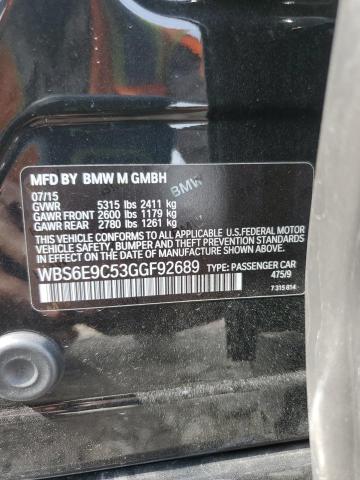 MFD BY BMW M GMBH
07/15
GVWR 5315 lbs 2411 kg
GAWR FRONT 2600 lbs 1179 kg
GAWR REAR 2780 lbs 1261 kg
THIS VEHICLE CONFORMS TO ALL APPLICABLE U.S. FEDERAL
MOTOR VEHICLE SAFETY, BUMPER, AND THEFT
PREVENTION STANDARDS IN EFFECT ON THE
DATE OF MANUFACTURE SHOWN ABOVE.
WBS6E9C53GGF92689 TYPE: PASSENGER CAR
475/9
7 315 814
BMW